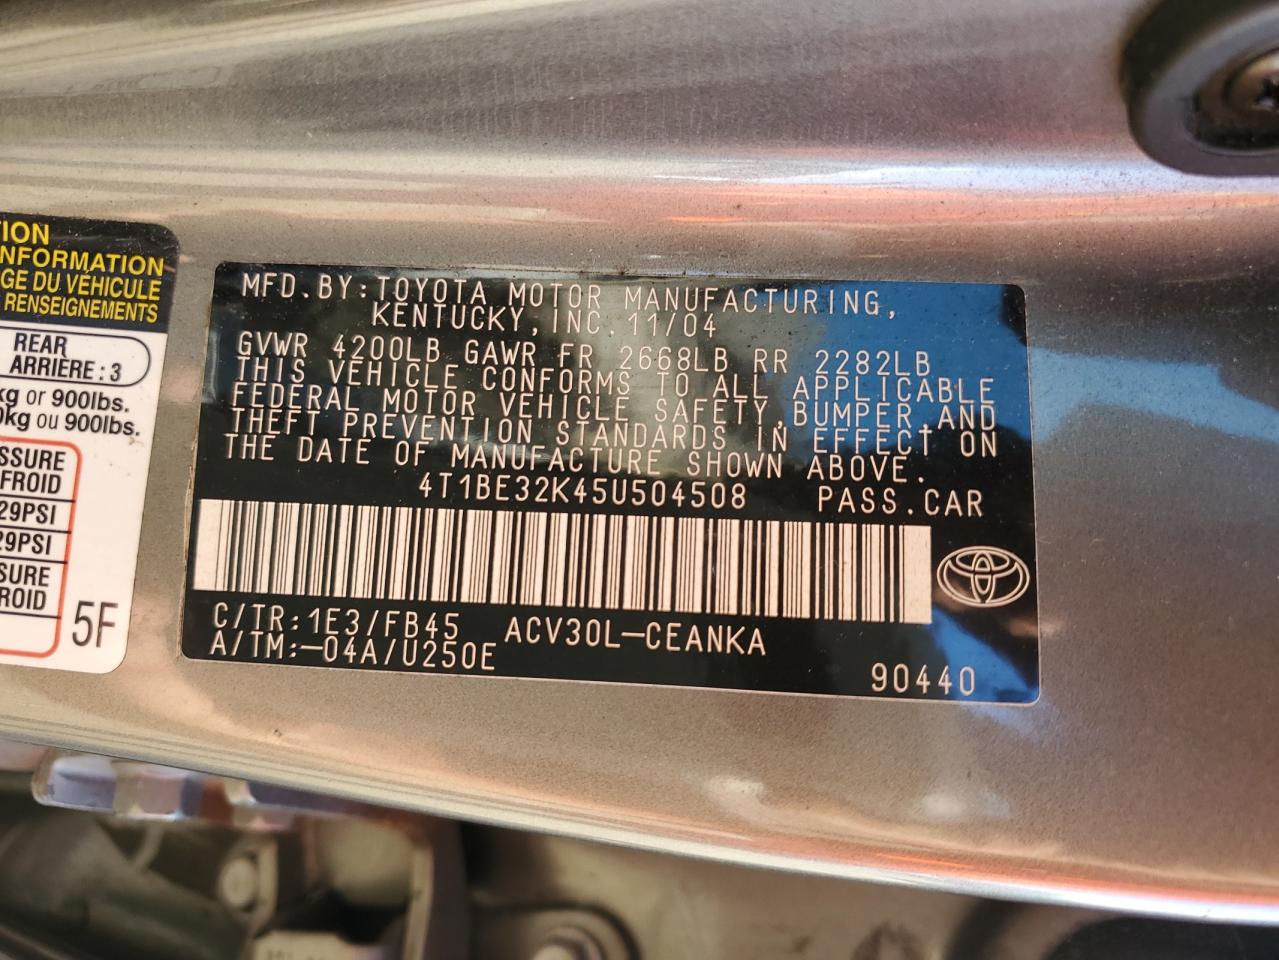 TION
NFORMATION
GE DU VÉHICULE
RENSEIGNEMENTS
REAR
ARRIÈRE : 3
kg or 900lbs.
0kg ou 900lbs.
SSURE
FROID
29PSI
29PSI
SURE
ROID
5F
MFD.BY:TOYOTA MOTOR MANUFACTURING,
KENTUCKY,INC.11/04
GVWR 4200LB GAWR FR 2668LB RR 2282LB
THIS VEHICLE CONFORMS TO ALL APPLICABLE
FEDERAL MOTOR VEHICLE SAFETY,BUMPER,AND
THEFT PREVENTION STANDARDS IN EFFECT ON
THE DATE OF MANUFACTURE SHOWN ABOVE.
4T1BE32K45U504508 PASS.CAR
C/TR:1E3/FB45 ACV30L-CEANKA
A/TM:-04A/U250E
90440